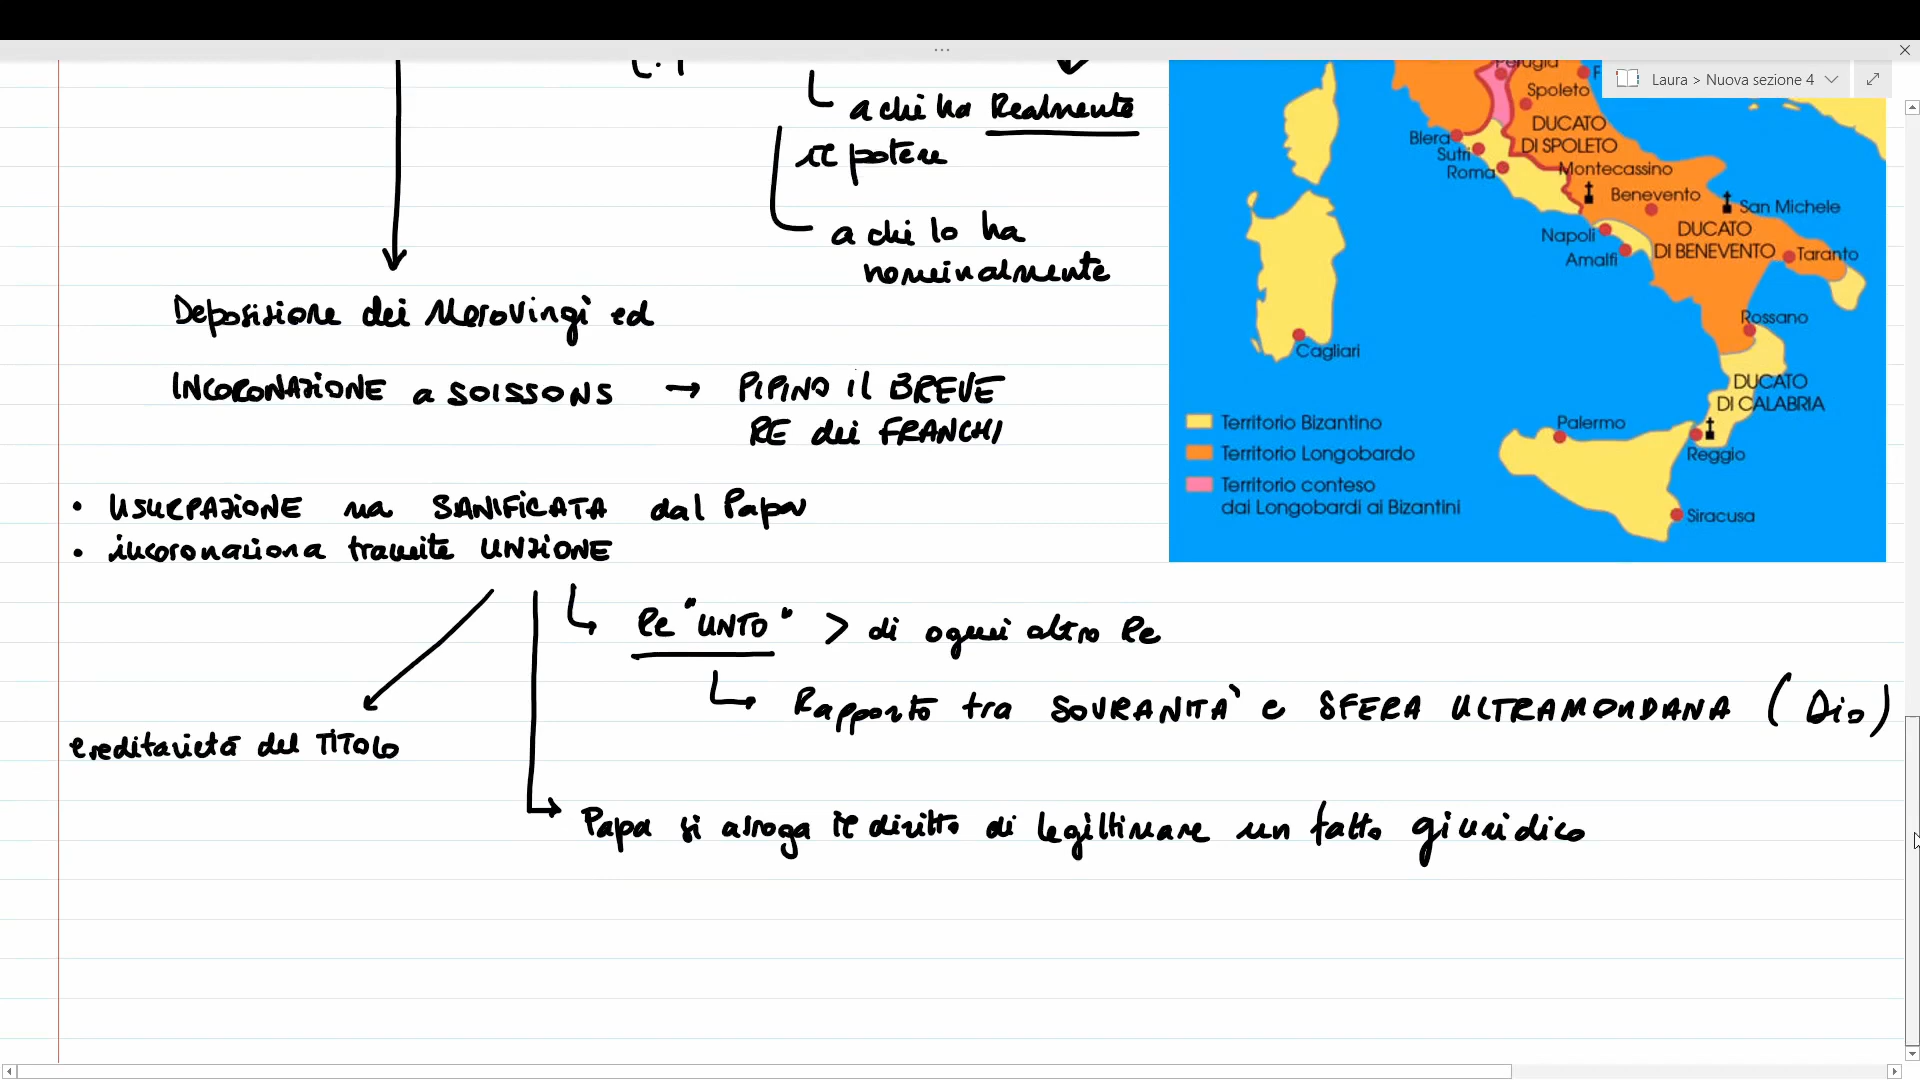 Laura > Nuova sezione 4
a chi ha Realmente
il potere
a chi lo ha
nominalmente
Deposizione dei Merovingi ed
INCORONAZIONE a SOISSONS → PIPINO il BREVE
RE dei FRANCHI
• USURPAZIONE ma SANIFICATA dal Papa
• incoronaziona tramite UNZIONE
Re "UNTO" > di ogni altro Re
Rapporto tra SOVRANITA' e SFERA ULTRAMONDANA (Dio)
ereditarietà del TITOLO
Papa si arroga il diritto di legittimare un fatto giuridico
Perugia
Spoleto
DUCATO
DI SPOLETO
Blera
Sutri
Roma
Montecassino
Benevento
San Michele
Napoli
DUCATO
DI BENEVENTO
Amalfi
Taranto
Rossano
Cagliari
DUCATO
DI CALABRIA
Palermo
Reggio
Siracusa
Territorio Bizantino
Territorio Longobardo
Territorio conteso
dai Longobardi ai Bizantini